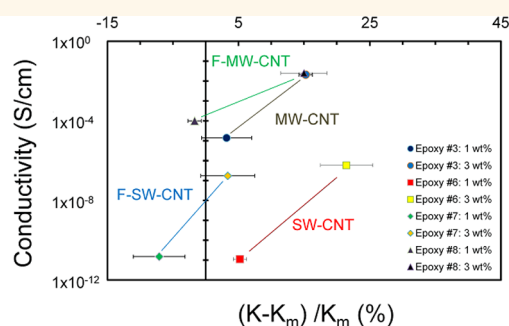 -15 5 25 45
1x10⁰
1x10⁻⁴
1x10⁻⁸
1x10⁻¹²
Conductivity (S/cm)
F-MW-CNT
MW-CNT
F-SW-CNT
SW-CNT
Epoxy #3: 1 wt%
Epoxy #3: 3 wt%
Epoxy #6: 1 wt%
Epoxy #6: 3 wt%
Epoxy #7: 1 wt%
Epoxy #7: 3 wt%
Epoxy #8: 1 wt%
Epoxy #8: 3 wt%
(K-Kₘ) /Kₘ (%)